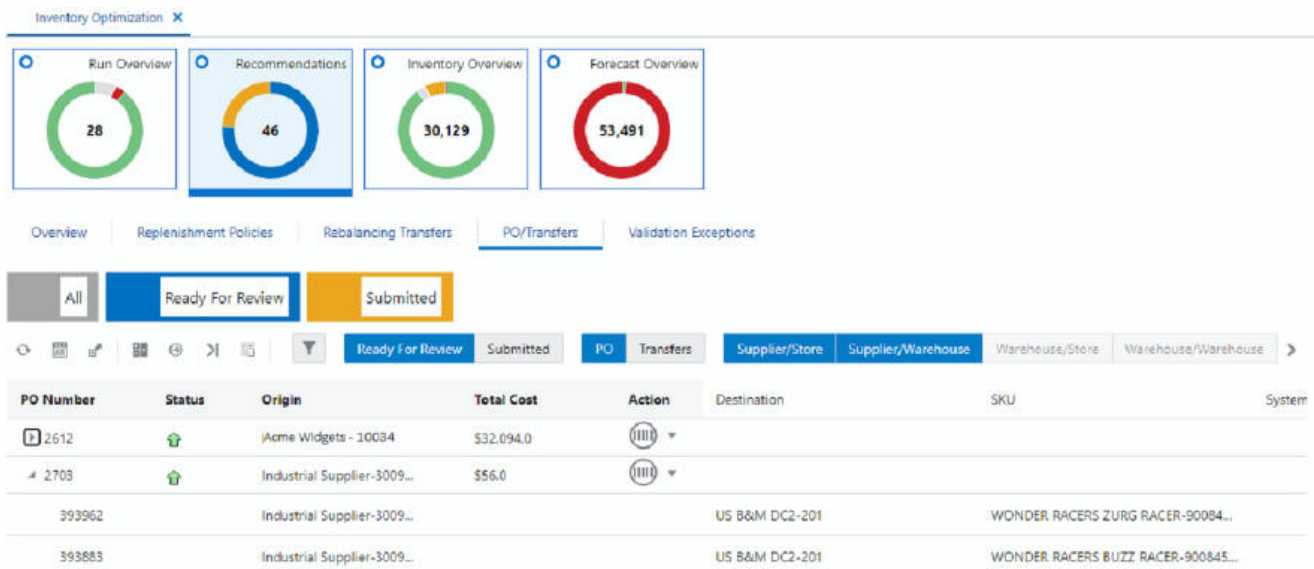 Inventory Optimization X
Run Overview Recommendations Inventory Overview Forecast Overview
28 46 30,129 53,491
Overview Replenishment Policies Rebalancing Transfers PO/Transfers Validation Exceptions
All Ready For Review Submitted
Ready For Review Submitted PO Transfers Supplier/Store Supplier/Warehouse Warehouse/Store Warehouse/Warehouse
PO Number Status Origin Total Cost Action Destination SKU System
2612 Acme Widgets - 10034 $32,094.0
2703 Industrial Supplier-3009... $56.0
393962 Industrial Supplier-3009... US B&M DC2-201 WONDER RACERS ZURG RACER-90084...
393883 Industrial Supplier-3009... US B&M DC2-201 WONDER RACERS BUZZ RACER-900845...